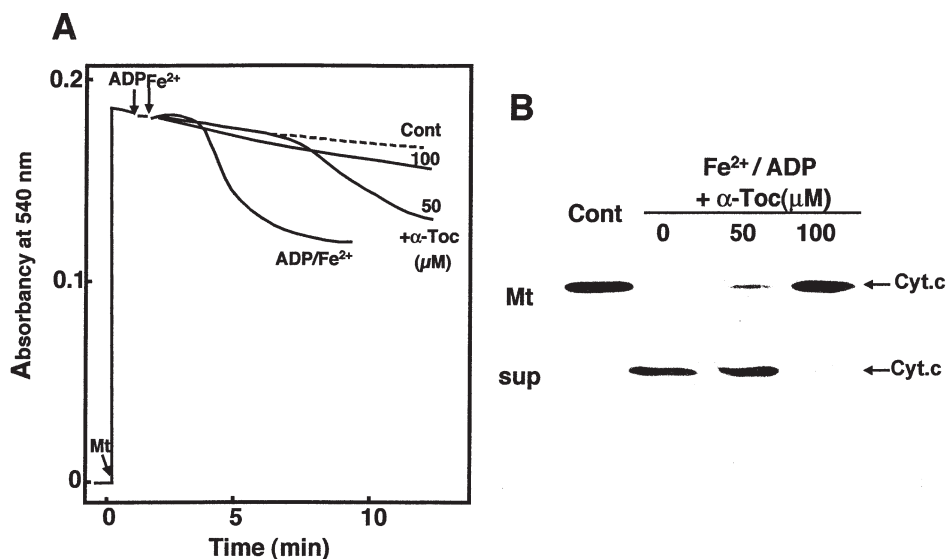 A
0.2
ADP Fe²⁺
Cont
100
50
+α-Toc
(μM)
ADP/Fe²⁺
0.1
Absorbancy at 540 nm
Mt
0
0
5
10
Time (min)
B
Fe²⁺/ ADP
+ α-Toc(μM)
Cont
0
50
100
Mt
Cyt.c
sup
Cyt.c